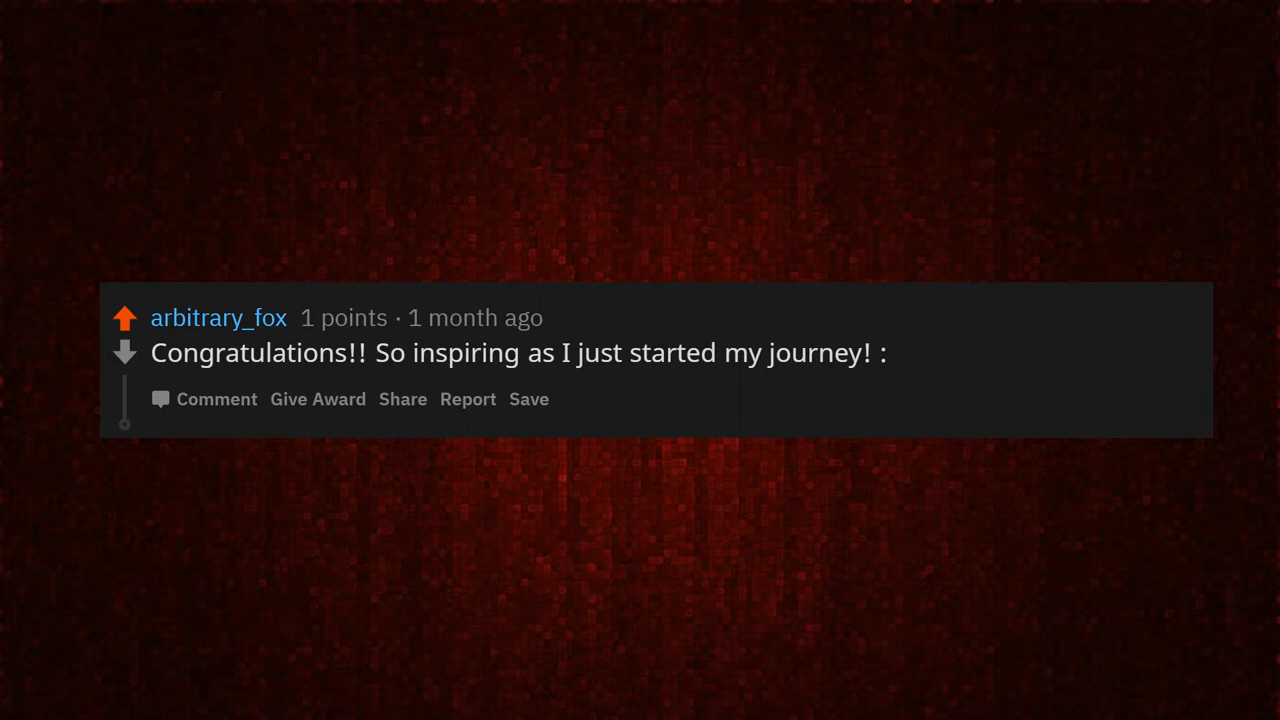 arbitrary_fox 1 points · 1 month ago
Congratulations!! So inspiring as I just started my journey! :
Comment Give Award Share Report Save